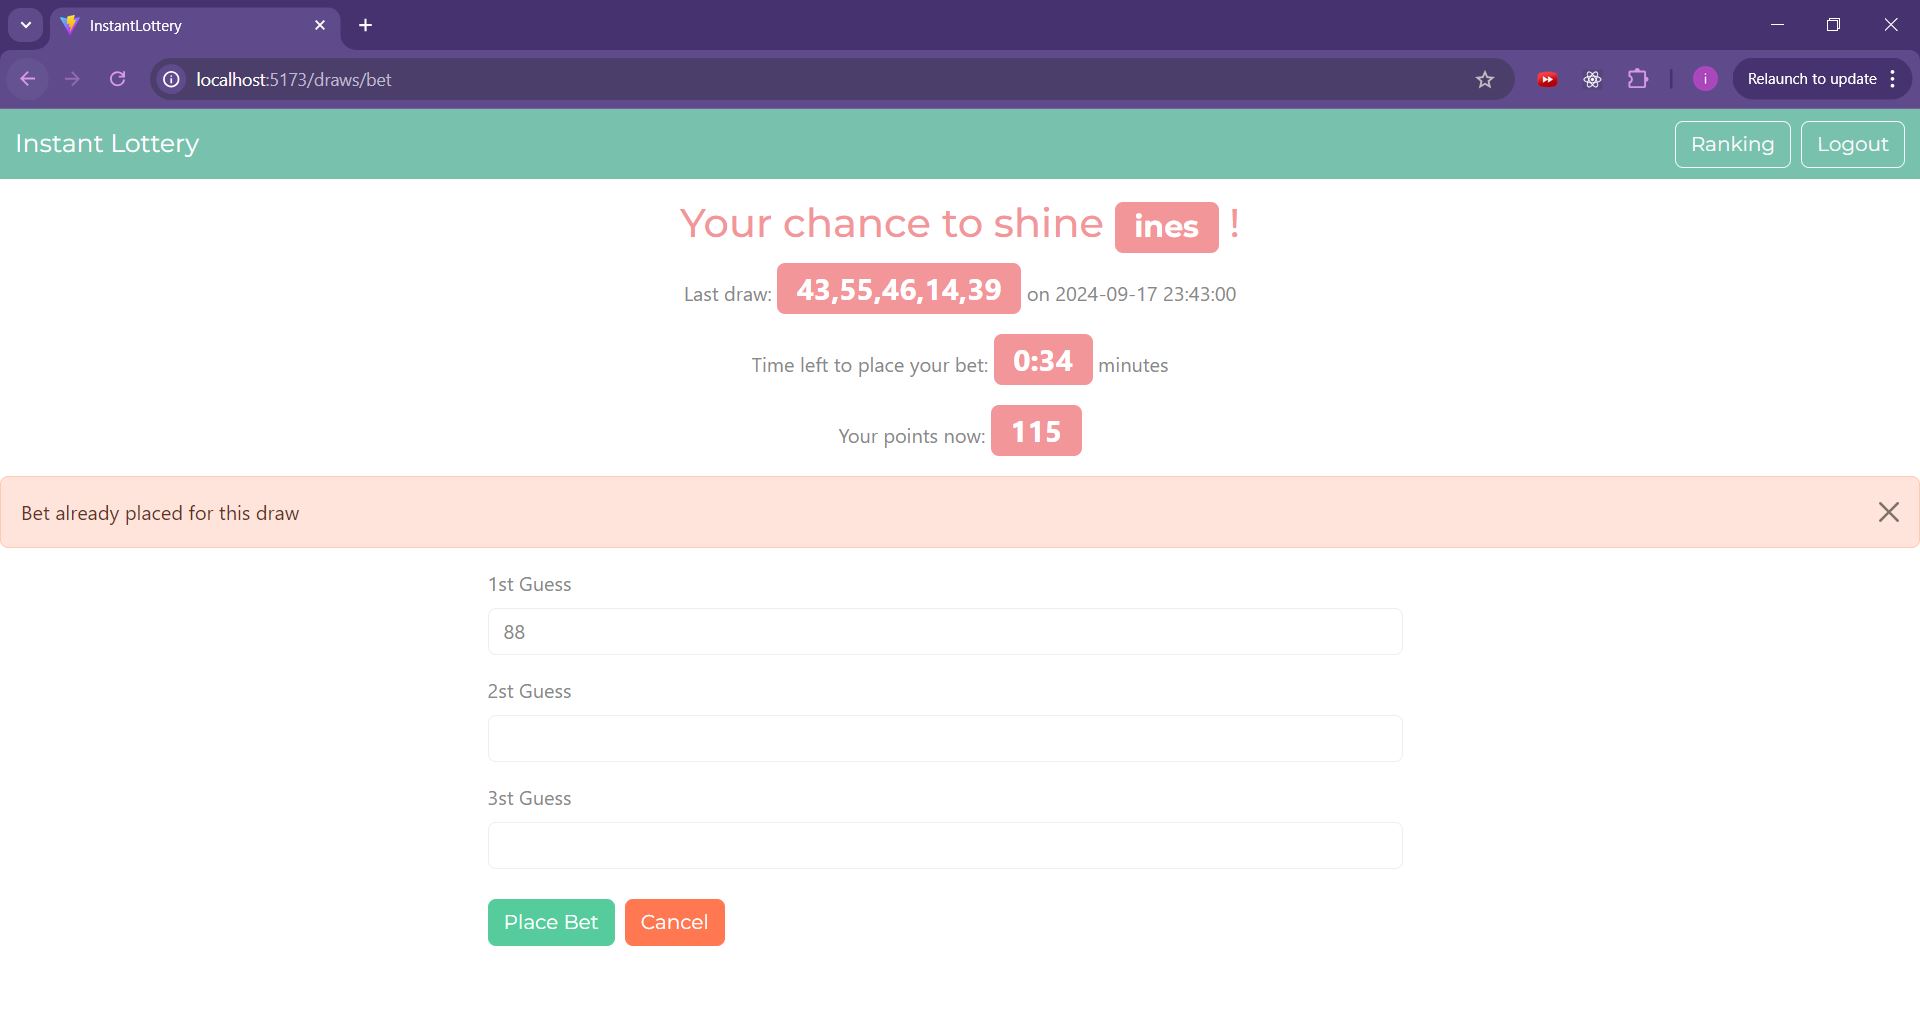 InstantLottery
localhost:5173/draws/bet
i
Relaunch to update
Instant Lottery
Ranking
Logout
Your chance to shine ines !
Last draw: 43,55,46,14,39 on 2024-09-17 23:43:00
Time left to place your bet: 0:34 minutes
Your points now: 115
Bet already placed for this draw
1st Guess
88
2st Guess
3st Guess
Place Bet
Cancel